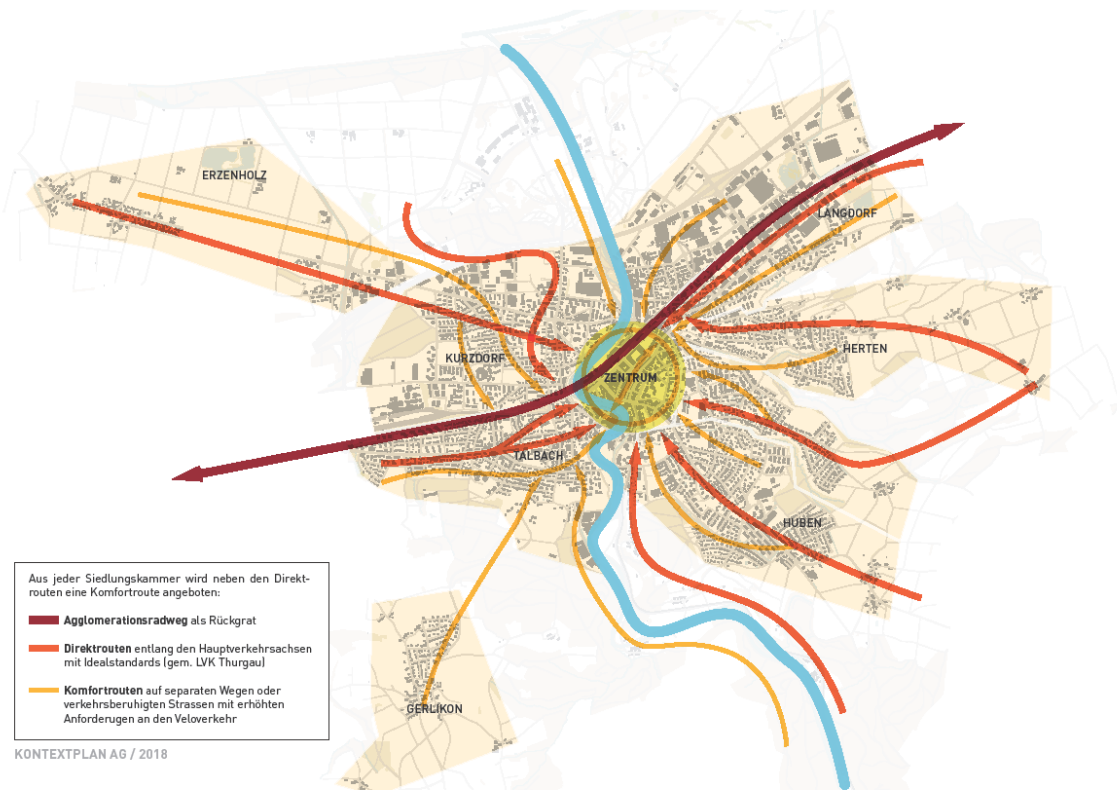 ERZENHOLZ
LANGDORF
HERTEN
KURZDORF
ZENTRUM
TALBACH
HUBEN
GERLIKON
Aus jeder Siedlungskammer wird neben den Direkt-
routen eine Komfortroute angeboten:
Agglomerationsradweg als Rückgrat
Direktrouten entlang den Hauptverkehrsachsen
mit Idealstandards (gem. LVK Thurgau)
Komfortrouten auf separaten Wegen oder
verkehrsberuhigten Strassen mit erhöhten
Anforderugen an den Veloverkehr
KONTEXTPLAN AG / 2018